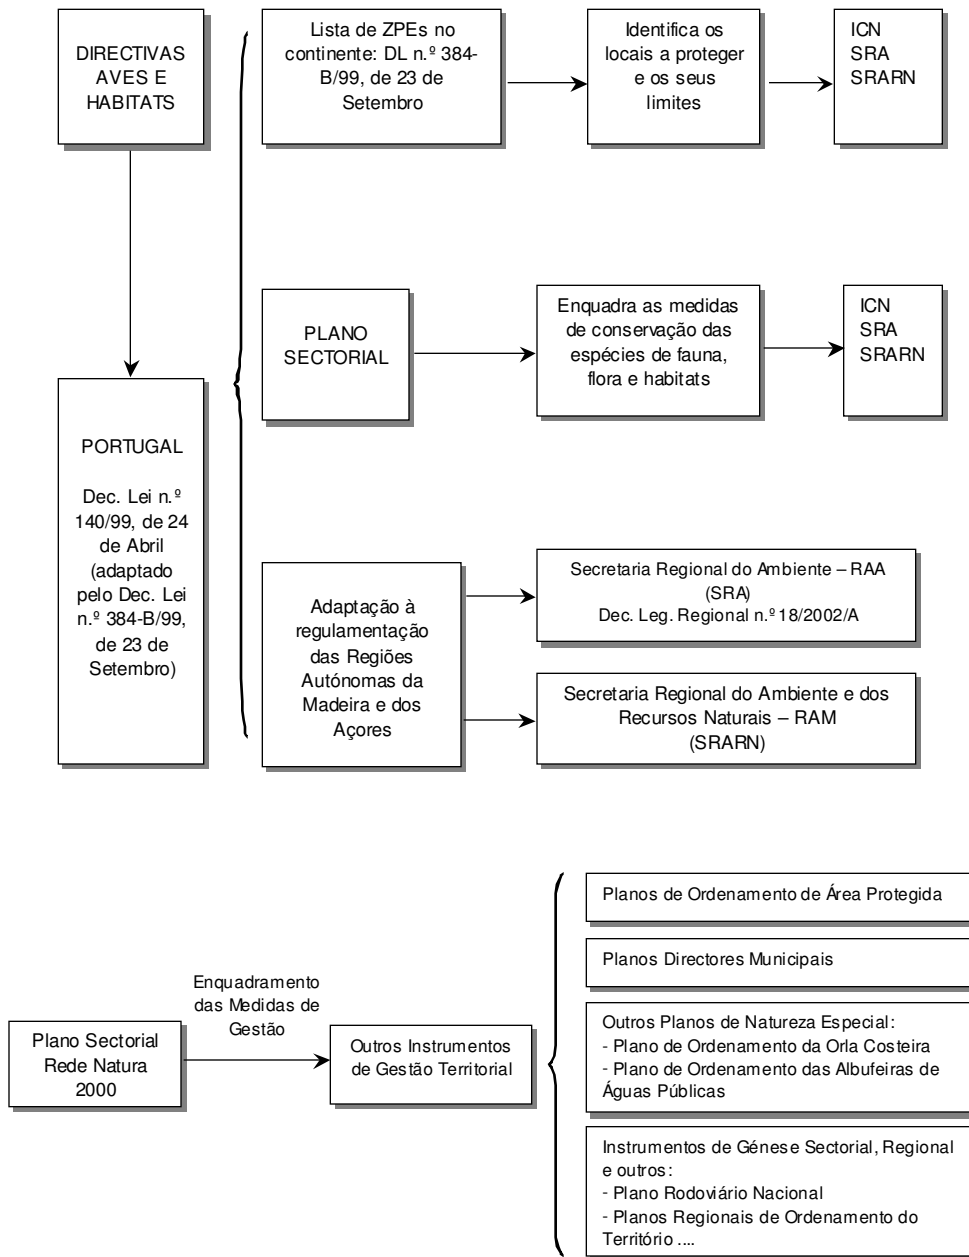 DIRECTIVAS
AVES E
HABITATS
Lista de ZPEs no
continente: DL n.º 384-
B/99, de 23 de
Setembro
Identifica os
locais a proteger
e os seus
limites
ICN
SRA
SRARN
PLANO
SECTORIAL
Enquadra as medidas
de conservação das
espécies de fauna,
flora e habitats
ICN
SRA
SRARN
PORTUGAL
Dec. Lei n.º
140/99, de 24
de Abril
(adaptado
pelo Dec. Lei
n.º 384-B/99,
de 23 de
Setembro)
Adaptação à
regulamentação
das Regiões
Autónomas da
Madeira e dos
Açores
Secretaria Regional do Ambiente – RAA
(SRA)
Dec. Leg. Regional n.º 18/2002/A
Secretaria Regional do Ambiente e dos
Recursos Naturais – RAM
(SRARN)
Plano Sectorial
Rede Natura
2000
Enquadramento
das Medidas de
Gestão
Outros Instrumentos
de Gestão Territorial
Planos de Ordenamento de Área Protegida
Planos Directores Municipais
Outros Planos de Natureza Especial:
- Plano de Ordenamento da Orla Costeira
- Plano de Ordenamento das Albufeiras de
Águas Públicas
Instrumentos de Génese Sectorial, Regional
e outros:
- Plano Rodoviário Nacional
- Planos Regionais de Ordenamento do
Território ....